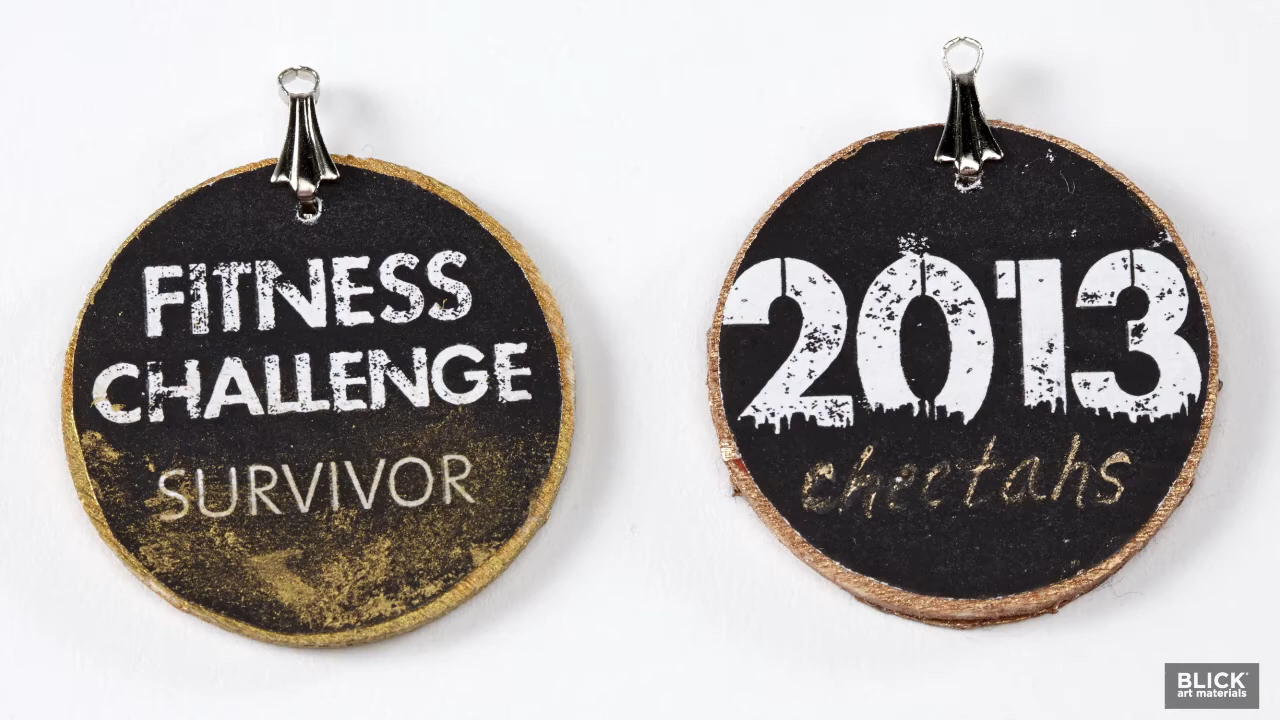 FITNESS
CHALLENGE
SURVIVOR
2013
cheetahs
BLICK
art materials